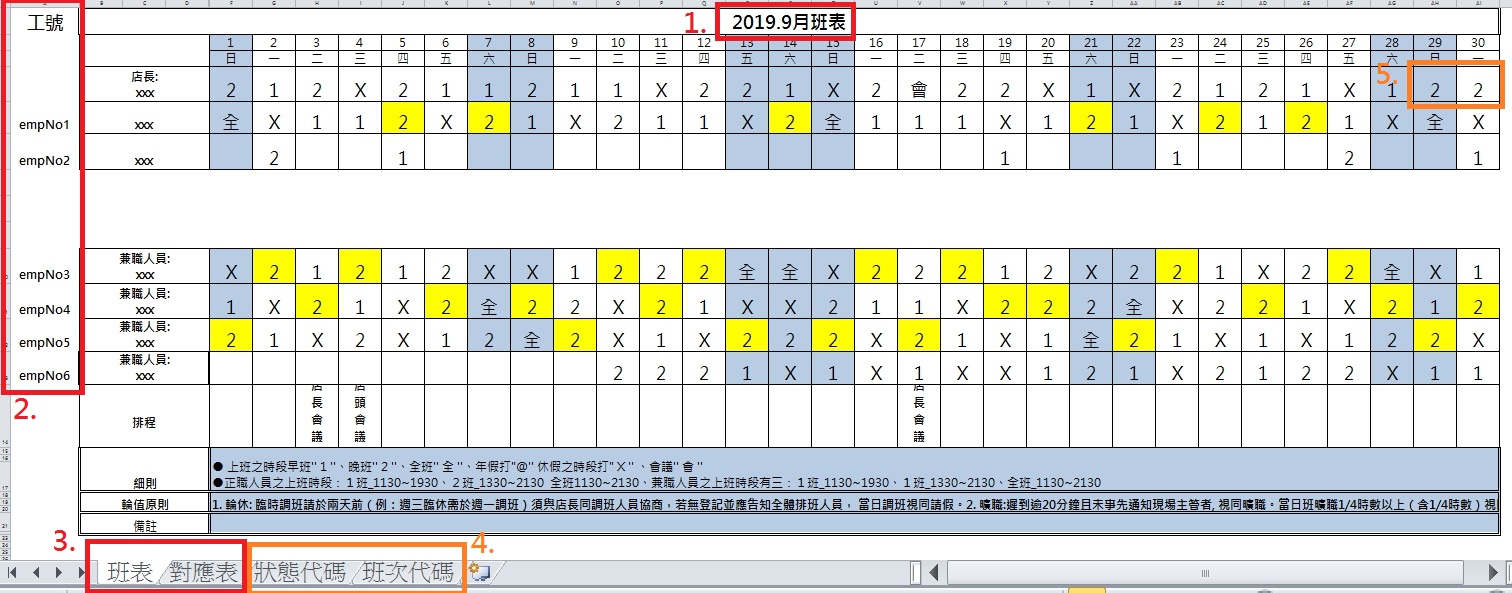 工號
1.
2019.9月班表
1 2 3 4 5 6 7 8 9 10 11 12 13 14 15 16 17 18 19 20 21 22 23 24 25 26 27 28 29 30
日 一 二 三 四 五 六 日 一 二 三 四 五 六 日 一 二 三 四 五 六 日 一 二 三 四 五 六 日 一
5.
店長:
xxx 2 1 2 X 2 1 1 2 1 1 X 2 2 1 X 2 會 2 2 X 1 X 2 1 2 1 X 1 2 2
empNo1 xxx 全 X 1 1 2 X 2 1 X 2 1 1 X 2 全 1 1 1 X 1 2 1 X 2 1 2 1 X 全 X
empNo2 xxx 2 1 1 1 2 1
兼職人員:
empNo3 xxx X 2 1 2 1 2 X X 1 2 2 2 全 全 X 2 2 2 1 2 X 2 2 1 X 2 2 全 X 1
兼職人員:
empNo4 xxx 1 X 2 1 X 2 全 2 2 X 2 1 X X 2 1 1 X 2 2 2 全 X 2 2 1 X 2 1 2
兼職人員:
empNo5 xxx 2 1 X 2 X 1 2 全 2 X 1 X 2 2 2 X 2 1 X 1 全 2 1 X 1 X 1 2 2 X
兼職人員:
empNo6 xxx 2 2 2 1 X 1 X 1 X X 1 2 1 X 2 1 2 2 X 1 1
2.
排程 店長會議 店頭會議 店長會議
● 上班之時段早班"１"、晚班"２"、全班"全"、年假打"@" 休假之時段打"Ｘ"、會議"會"
細則 ●正職人員之上班時段：１班_1130~1930、２班_1330~2130 全班1130~2130、兼職人員之上班時段有三：１班_1130~1930、１班_1330~2130、全班_1130~2130
輪值原則 1. 輪休: 臨時調班請於兩天前（例：週三臨休需於週一調班）須與店長同調班人員協商，若無登記並應告知全體排班人員， 當日調班視同請假。2. 曠職:遲到逾20分鐘且未事先通知現場主管者, 視同曠職。當日班曠職1/4時數以上（含1/4時數）視
備註
3.
4.
班表 對應表 狀態代碼 班次代碼